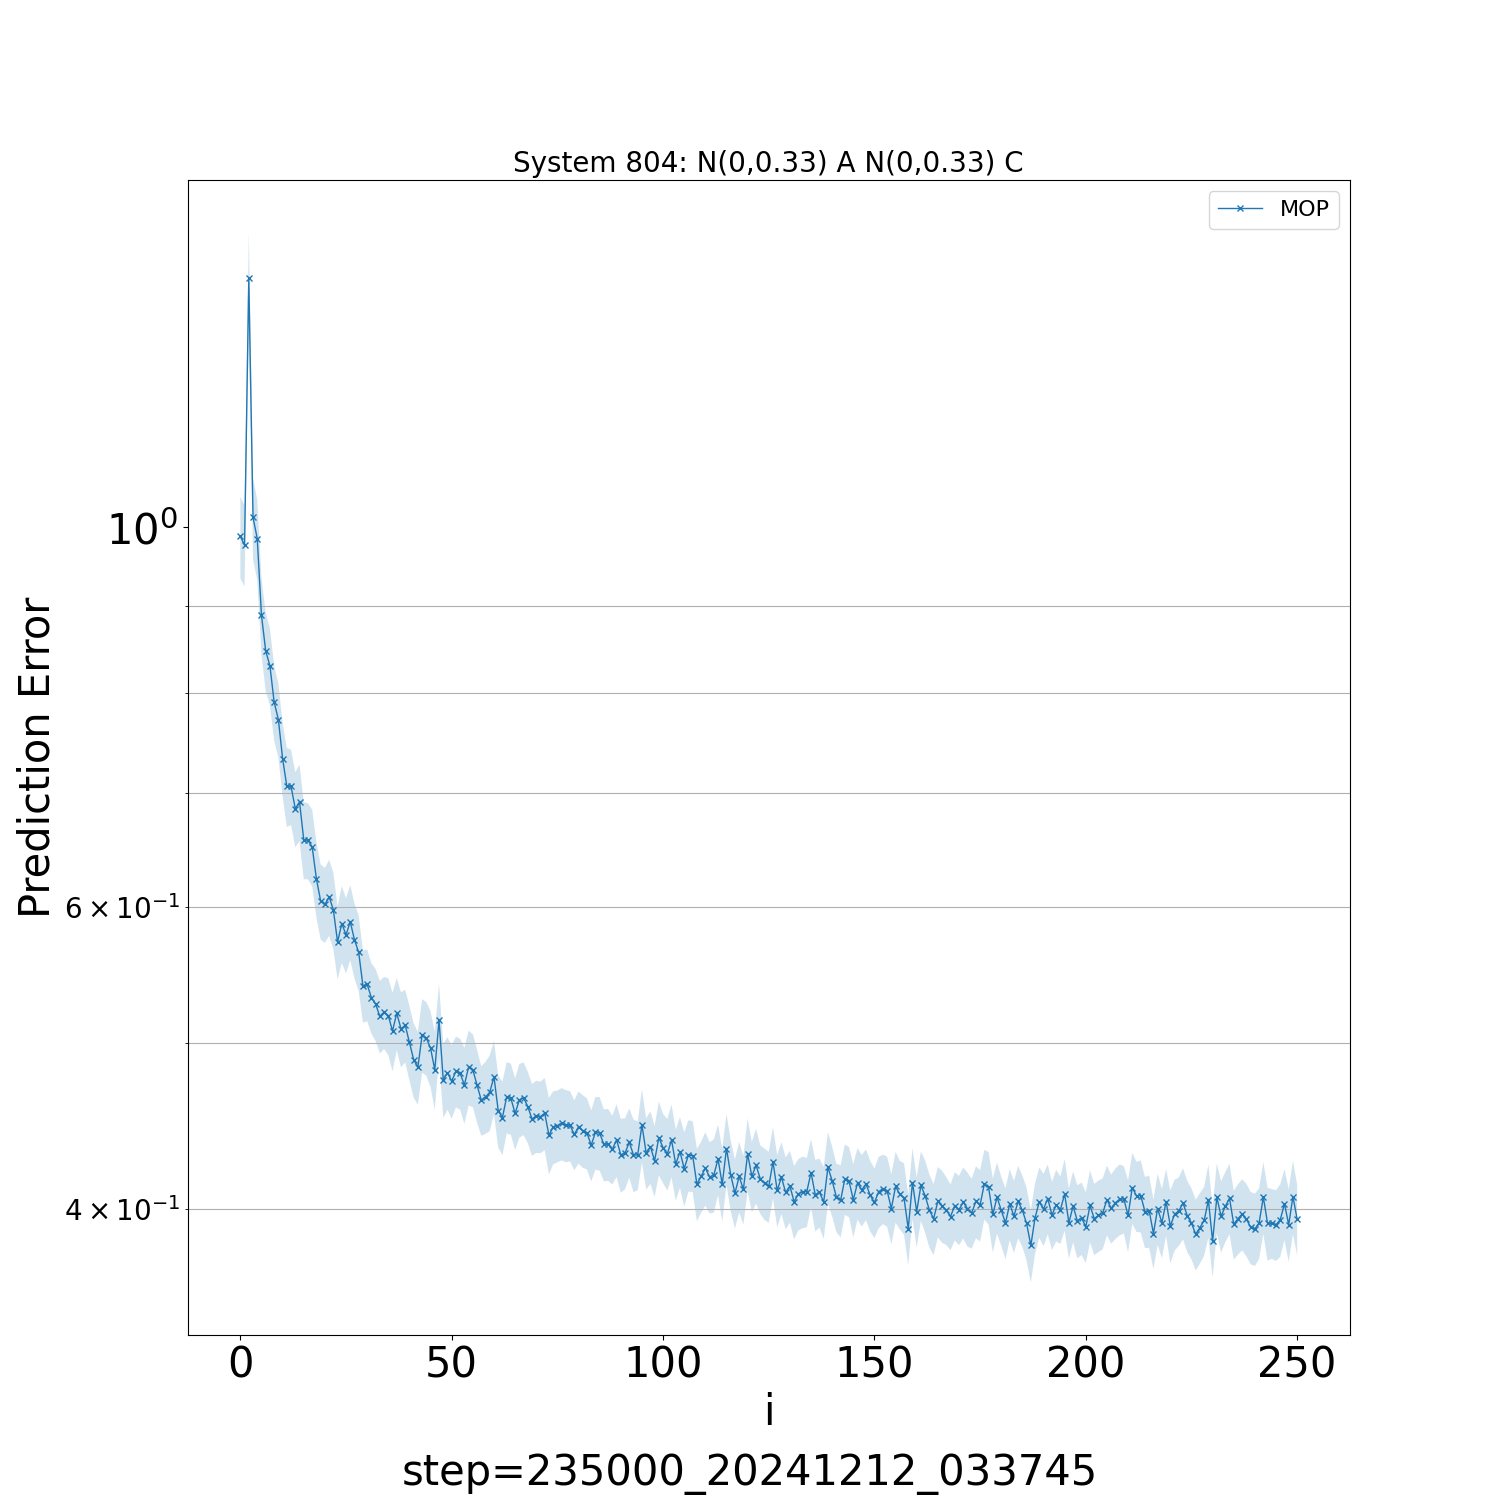 System 804: N(0,0.33) A N(0,0.33) C
MOP
10⁰
6 × 10⁻¹
4 × 10⁻¹
Prediction Error
0 50 100 150 200 250
i
step=235000_20241212_033745